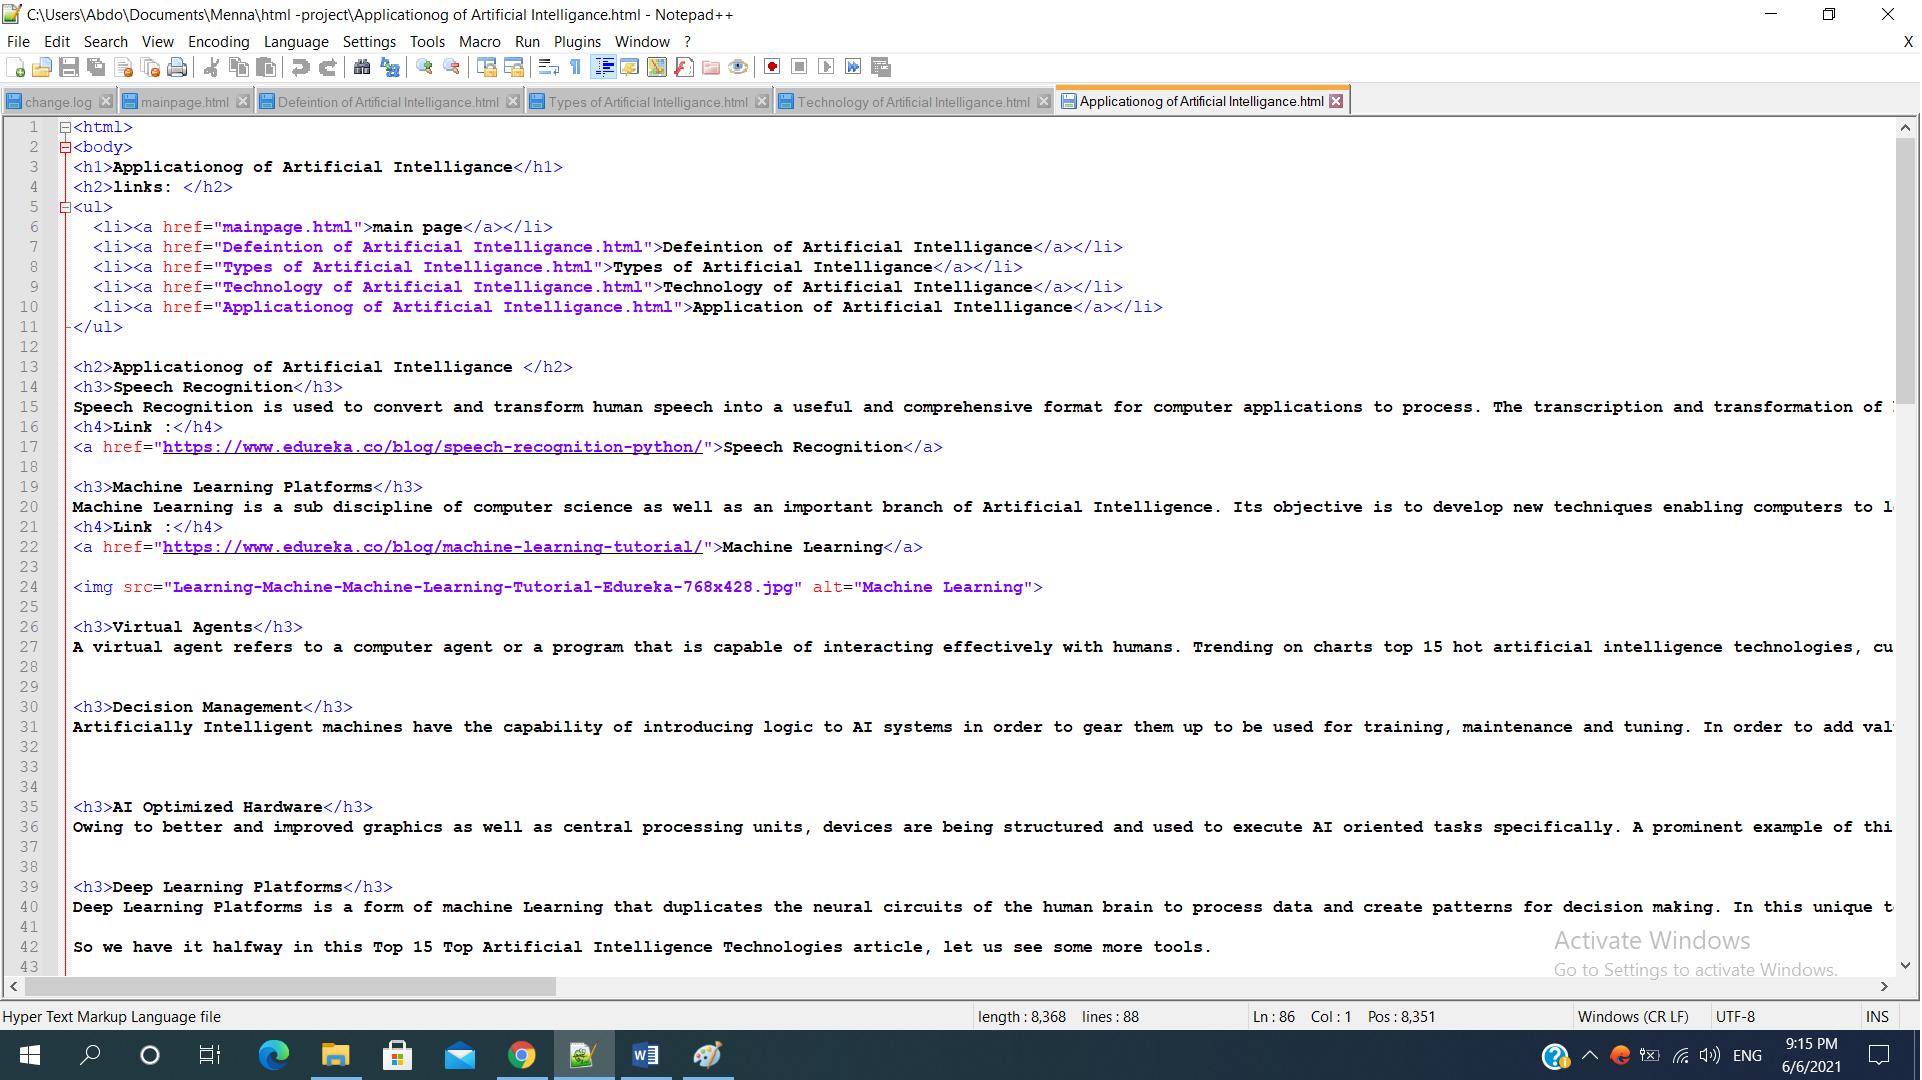 C:\Users\Abdo\Documents\Menna\html -project\Applicationog of Artificial Intelligance.html - Notepad++
File Edit Search View Encoding Language Settings Tools Macro Run Plugins Window ? X
change.log mainpage.html Defeintion of Artificial Intelligance.html Types of Artificial Intelligance.html Technology of Artificial Intelligance.html Applicationog of Artificial Intelligance.html
1 <html>
2 <body>
3 <h1>Applicationog of Artificial Intelligance</h1>
4 <h2>links: </h2>
5 <ul>
6 <li><a href="mainpage.html">main page</a></li>
7 <li><a href="Defeintion of Artificial Intelligance.html">Defeintion of Artificial Intelligance</a></li>
8 <li><a href="Types of Artificial Intelligance.html">Types of Artificial Intelligance</a></li>
9 <li><a href="Technology of Artificial Intelligance.html">Technology of Artificial Intelligance</a></li>
10 <li><a href="Applicationog of Artificial Intelligance.html">Application of Artificial Intelligance</a></li>
11 </ul>
12
13 <h2>Applicationog of Artificial Intelligance </h2>
14 <h3>Speech Recognition</h3>
15 Speech Recognition is used to convert and transform human speech into a useful and comprehensive format for computer applications to process. The transcription and transformation of
16 <h4>Link :</h4>
17 <a href="https://www.edureka.co/blog/speech-recognition-python/">Speech Recognition</a>
18
19 <h3>Machine Learning Platforms</h3>
20 Machine Learning is a sub discipline of computer science as well as an important branch of Artificial Intelligence. Its objective is to develop new techniques enabling computers to l
21 <h4>Link :</h4>
22 <a href="https://www.edureka.co/blog/machine-learning-tutorial/">Machine Learning</a>
23
24 <img src="Learning-Machine-Machine-Learning-Tutorial-Edureka-768x428.jpg" alt="Machine Learning">
25
26 <h3>Virtual Agents</h3>
27 A virtual agent refers to a computer agent or a program that is capable of interacting effectively with humans. Trending on charts top 15 hot artificial intelligence technologies, cu
28
29
30 <h3>Decision Management</h3>
31 Artificially Intelligent machines have the capability of introducing logic to AI systems in order to gear them up to be used for training, maintenance and tuning. In order to add val
32
33
34
35 <h3>AI Optimized Hardware</h3>
36 Owing to better and improved graphics as well as central processing units, devices are being structured and used to execute AI oriented tasks specifically. A prominent example of thi
37
38
39 <h3>Deep Learning Platforms</h3>
40 Deep Learning Platforms is a form of machine Learning that duplicates the neural circuits of the human brain to process data and create patterns for decision making. In this unique t
41
42 So we have it halfway in this Top 15 Top Artificial Intelligence Technologies article, let us see some more tools.
43
Activate Windows
Go to Settings to activate Windows.
Hyper Text Markup Language file length : 8,368 lines : 88 Ln : 86 Col : 1 Pos : 8,351 Windows (CR LF) UTF-8 INS
ENG 9:15 PM
6/6/2021